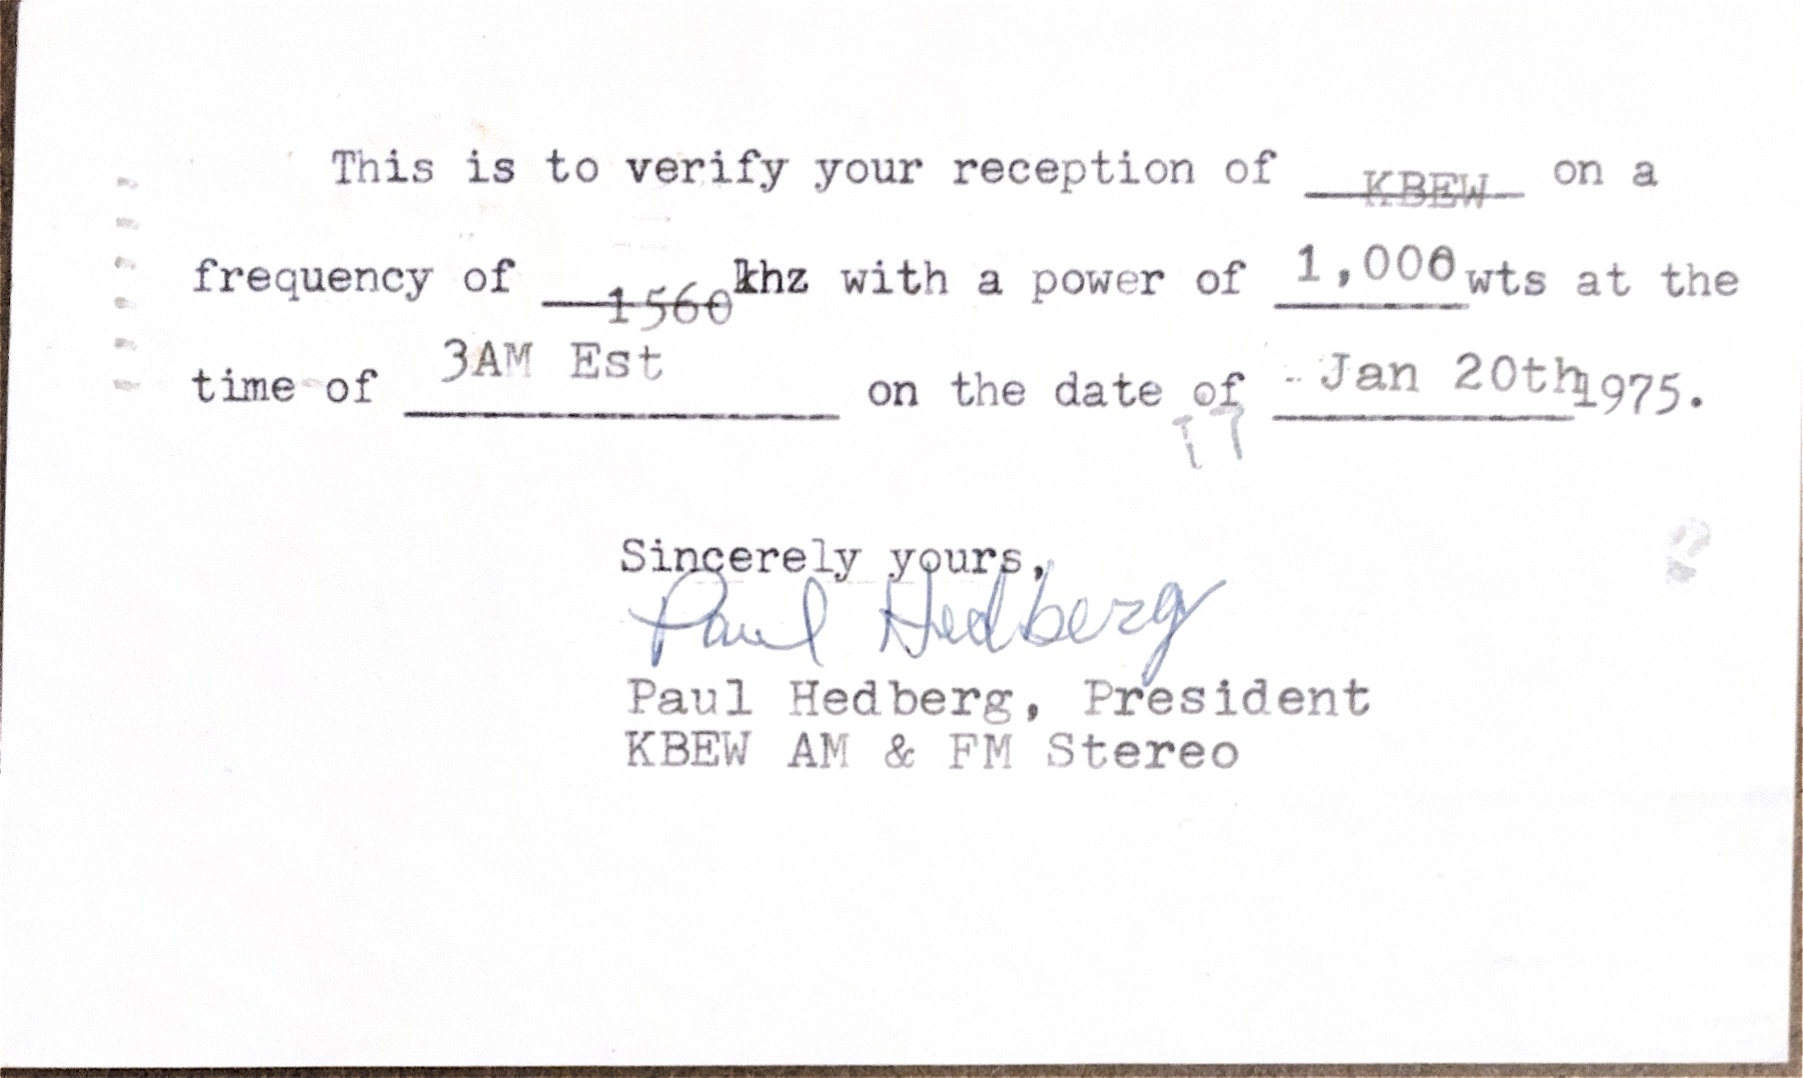 This is to verify your reception of KBEW on a
frequency of 1560 khz with a power of 1,000 wts at the
time of 3AM Est on the date of Jan 20th 1975.
17
Sincerely yours,
Paul Hedberg
Paul Hedberg, President
KBEW AM & FM Stereo